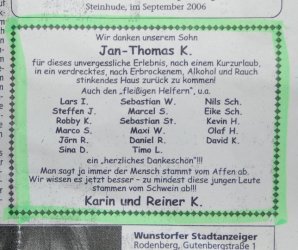 Steinhude, im September 2006
Wir danken unserem Sohn
Jan-Thomas K.
für dieses unvergessliche Erlebnis, nach einem Kurzurlaub,
in ein verdrecktes, nach Erbrochenem, Alkohol und Rauch
stinkendes Haus zurück zu kommen!
Auch den „fleißigen Helfern“, u.a.
Lars I. Sebastian W. Nils Sch.
Steffen J. Marcel S. Eike Sch.
Robby K. Sebastian St. Kevin H.
Marco S. Maxi W. Olaf H.
Jörn R. Daniel R. David K.
Sina D. Timo L.
ein „herzliches Dankeschön“!!!
Man sagt ja immer der Mensch stammt vom Affen ab.
Wir wissen es jetzt besser – zu mindest diese jungen Leute
stammen vom Schwein ab!!!
Karin und Reiner K.
Wunstorfer Stadtanzeiger
Rodenberg, Gutenbergstraße 1